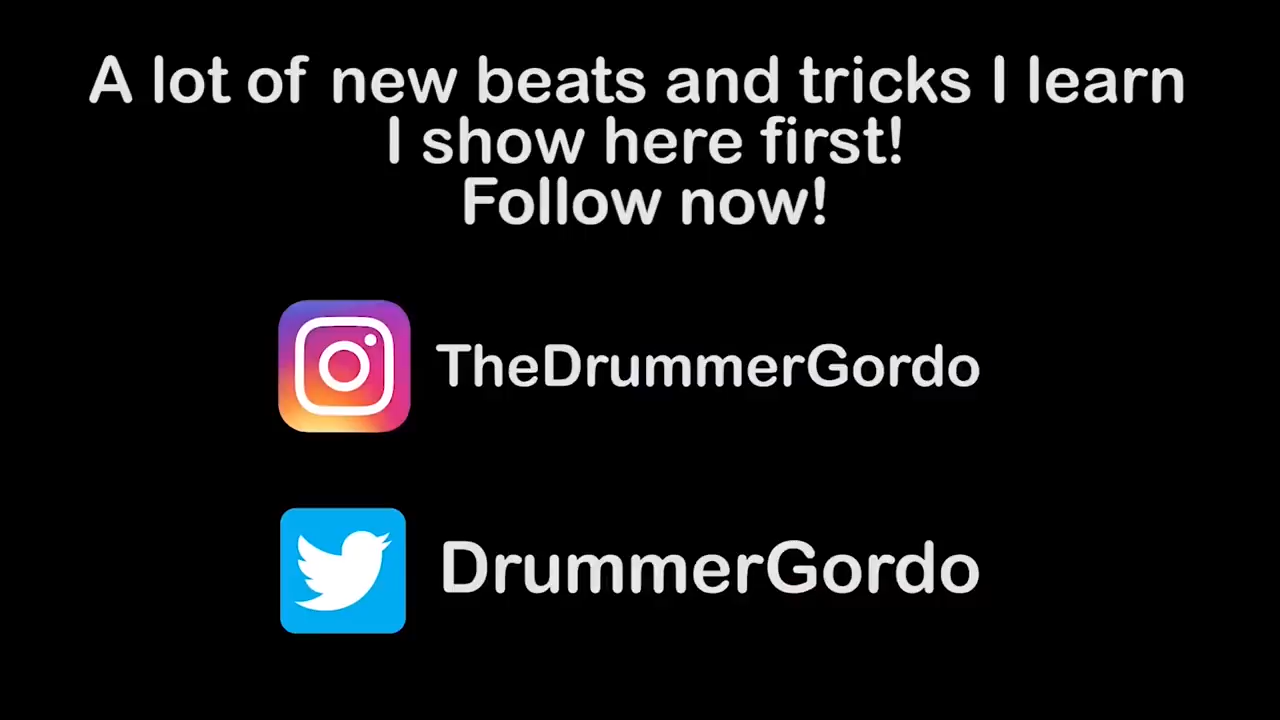 A lot of new beats and tricks I learn
I show here first!
Follow now!
TheDrummerGordo
DrummerGordo